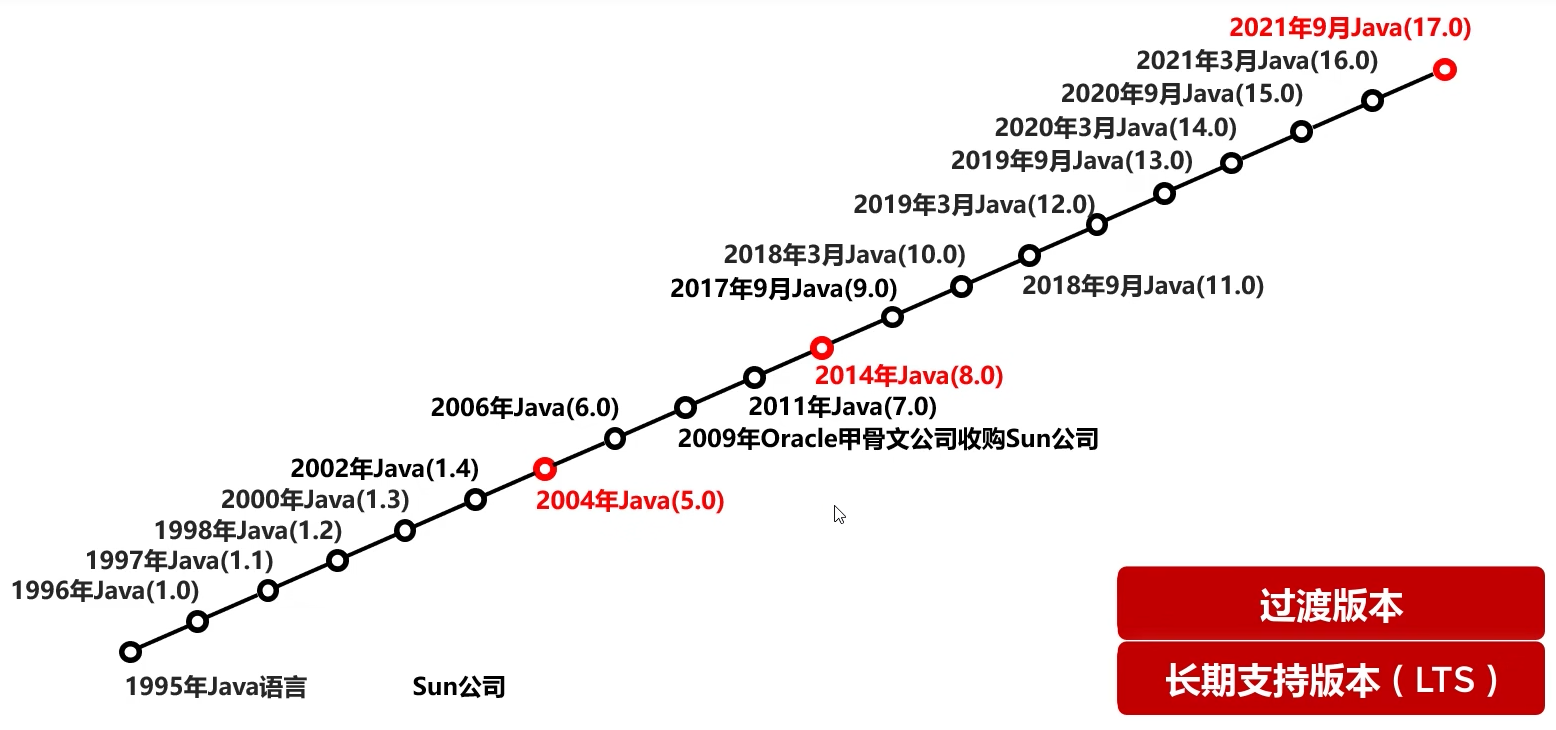 2021年9月Java(17.0)
2021年3月Java(16.0)
2020年9月Java(15.0)
2020年3月Java(14.0)
2019年9月Java(13.0)
2019年3月Java(12.0)
2018年3月Java(10.0)
2018年9月Java(11.0)
2017年9月Java(9.0)
2014年Java(8.0)
2006年Java(6.0)
2011年Java(7.0)
2009年Oracle甲骨文公司收购Sun公司
2002年Java(1.4)
2004年Java(5.0)
2000年Java(1.3)
1998年Java(1.2)
1997年Java(1.1)
1996年Java(1.0)
过渡版本
长期支持版本（LTS）
1995年Java语言
Sun公司